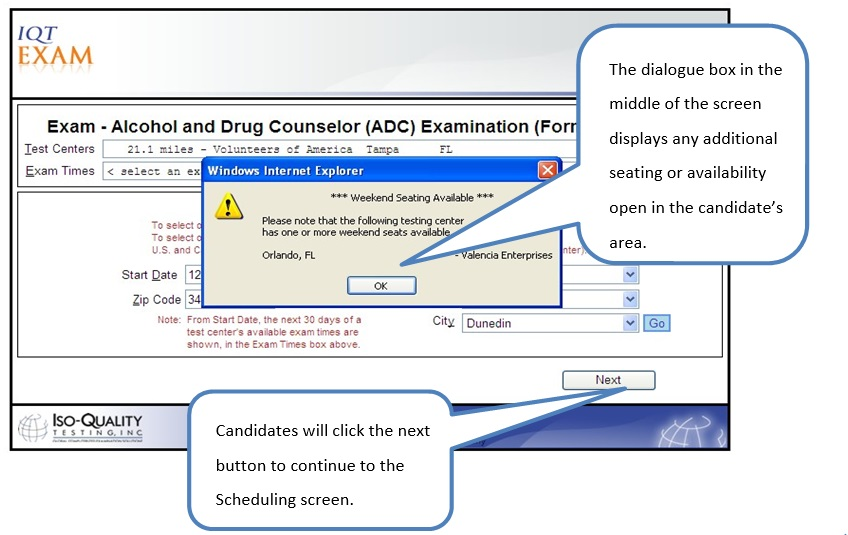 IQT
EXAM
The dialogue box in the
middle of the screen
displays any additional
seating or availability
open in the candidate's
area.
Exam - Alcohol and Drug Counselor (ADC) Examination
Test Centers 21.1 miles - Volunteers of America Tampa FL
Exam Times < select an
Windows Internet Explorer
*** Weekend Seating Available ***
Please note that the following testing center
has one or more weekend seats available
Orlando, FL - Valencia Enterprises
OK
To select
To select
U.S. and
Start Date 12
Zip Code 34
Note: From Start Date, the next 30 days of a
test center's available exam times are
shown, in the Exam Times box above.
City Dunedin Go
Next
ISO-QUALITY
TESTING, INC
Candidates will click the next
button to continue to the
Scheduling screen.